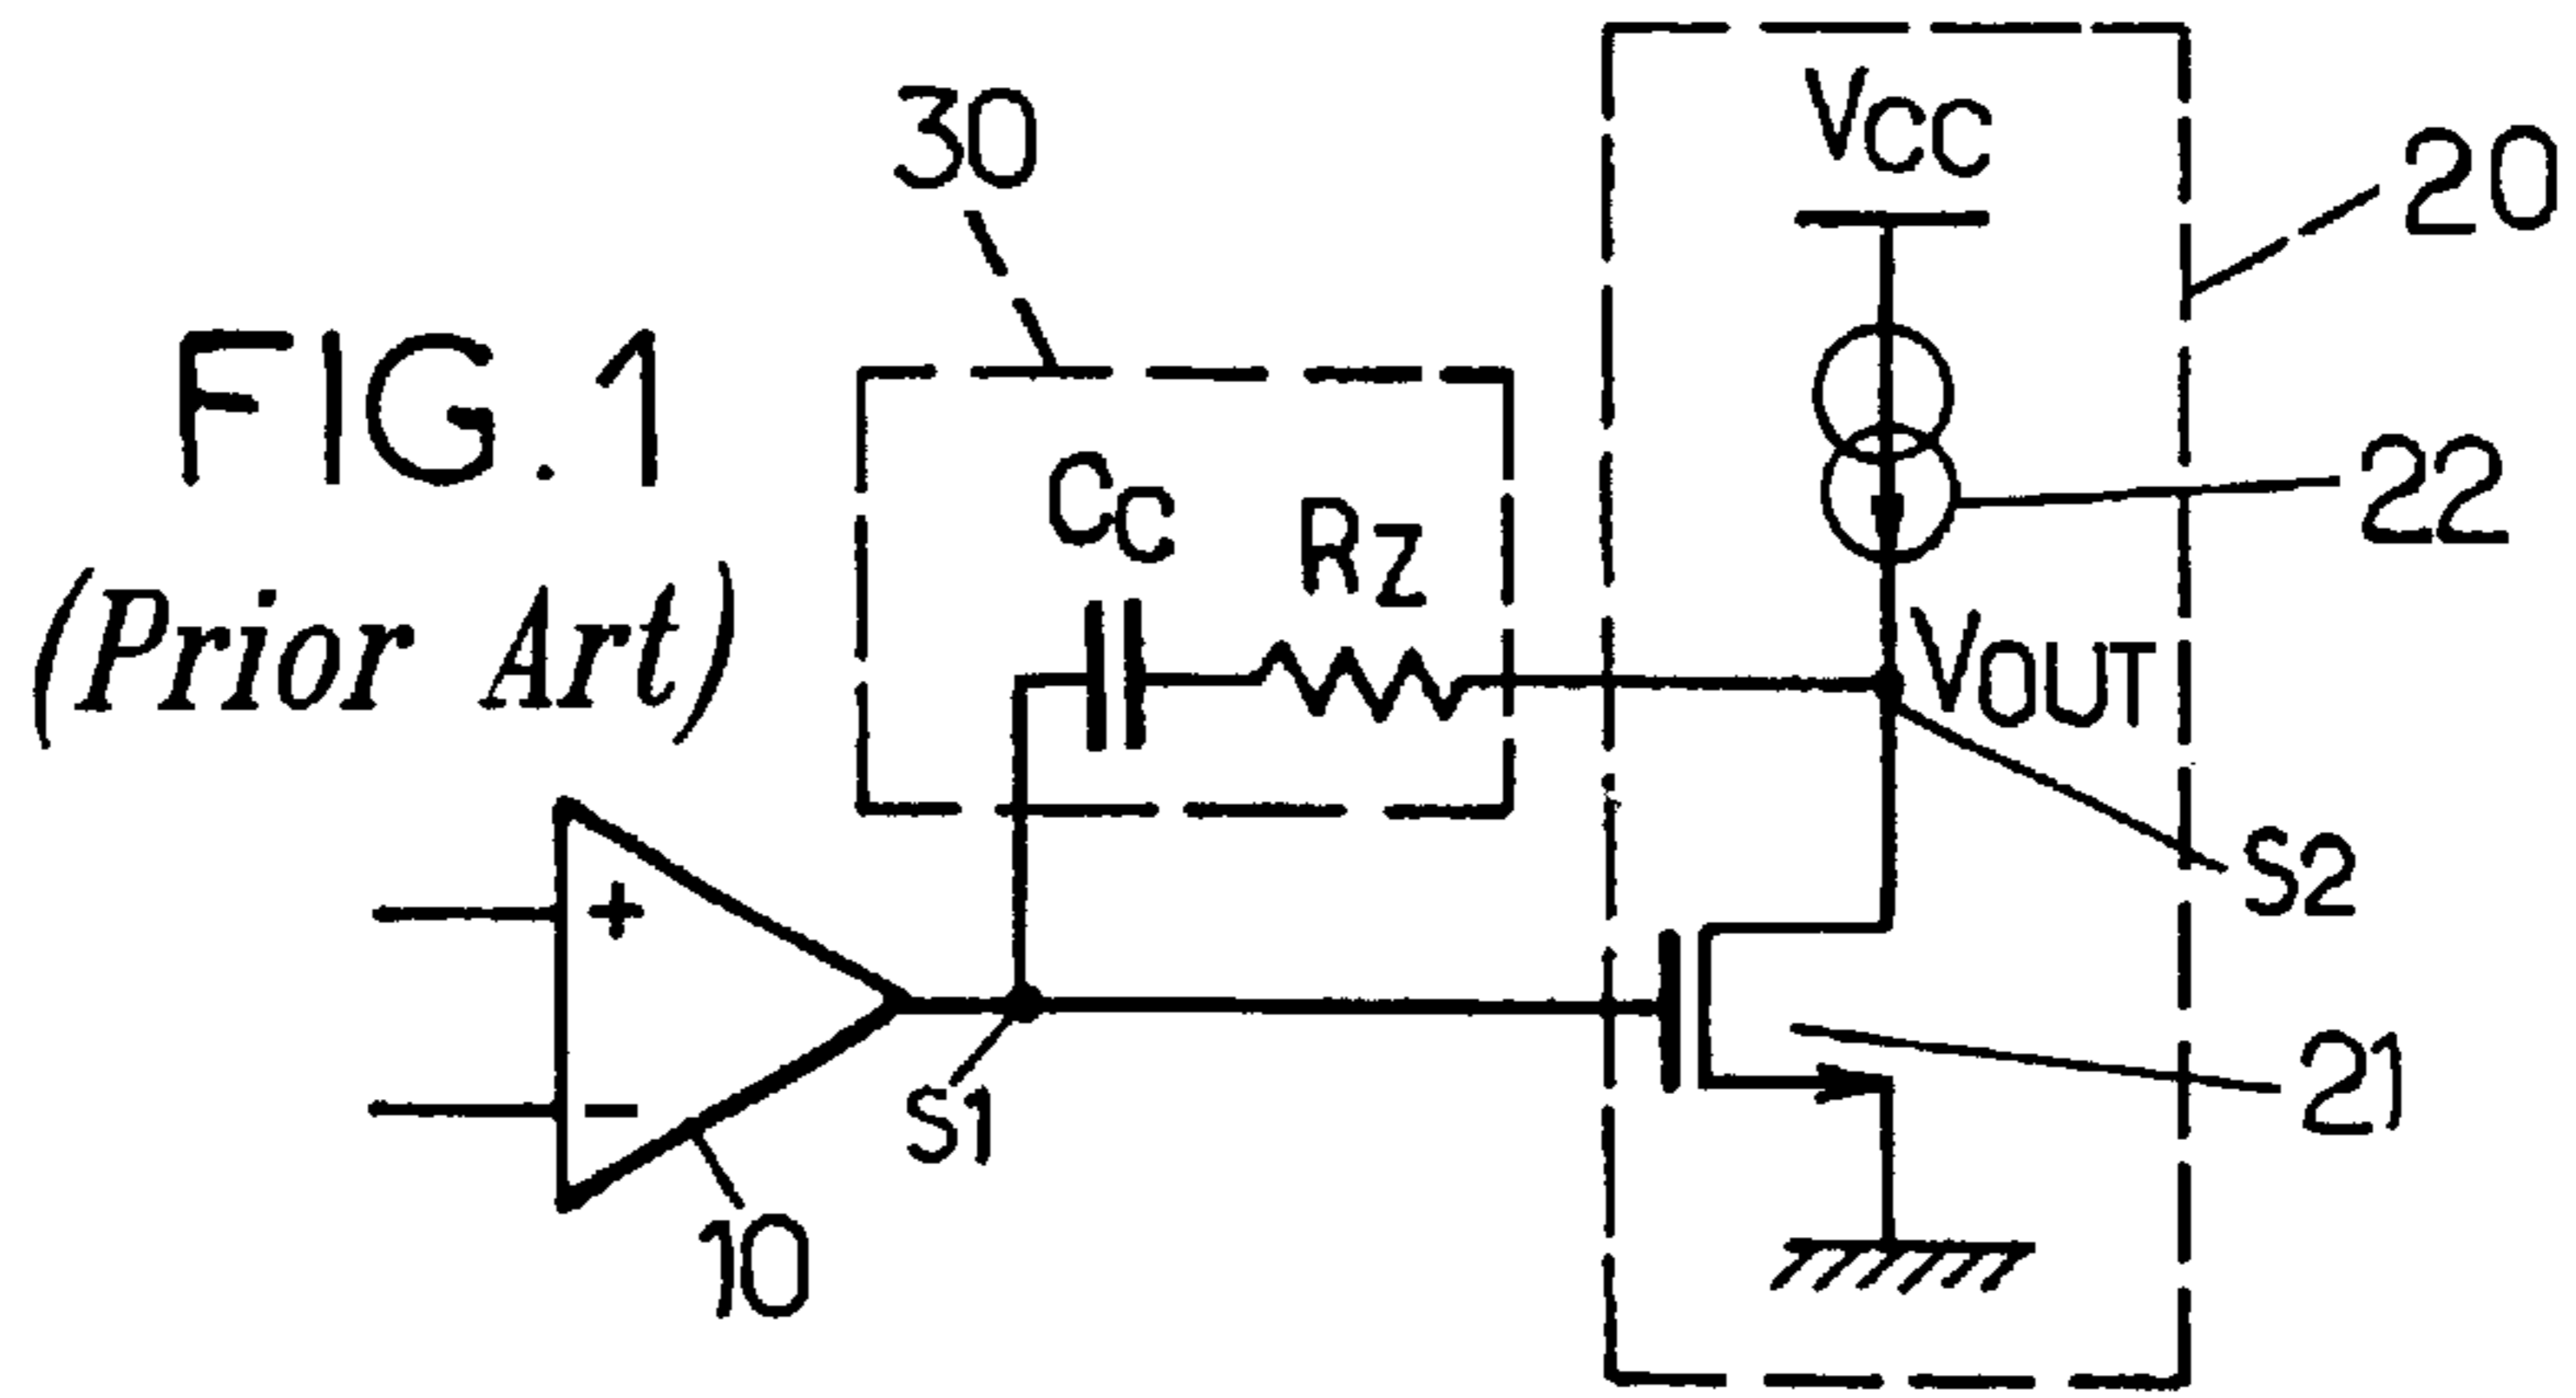 30
VCC
20
FIG.1
(Prior Art)
CC
RZ
22
VOUT
+
S2
S1
-
21
10